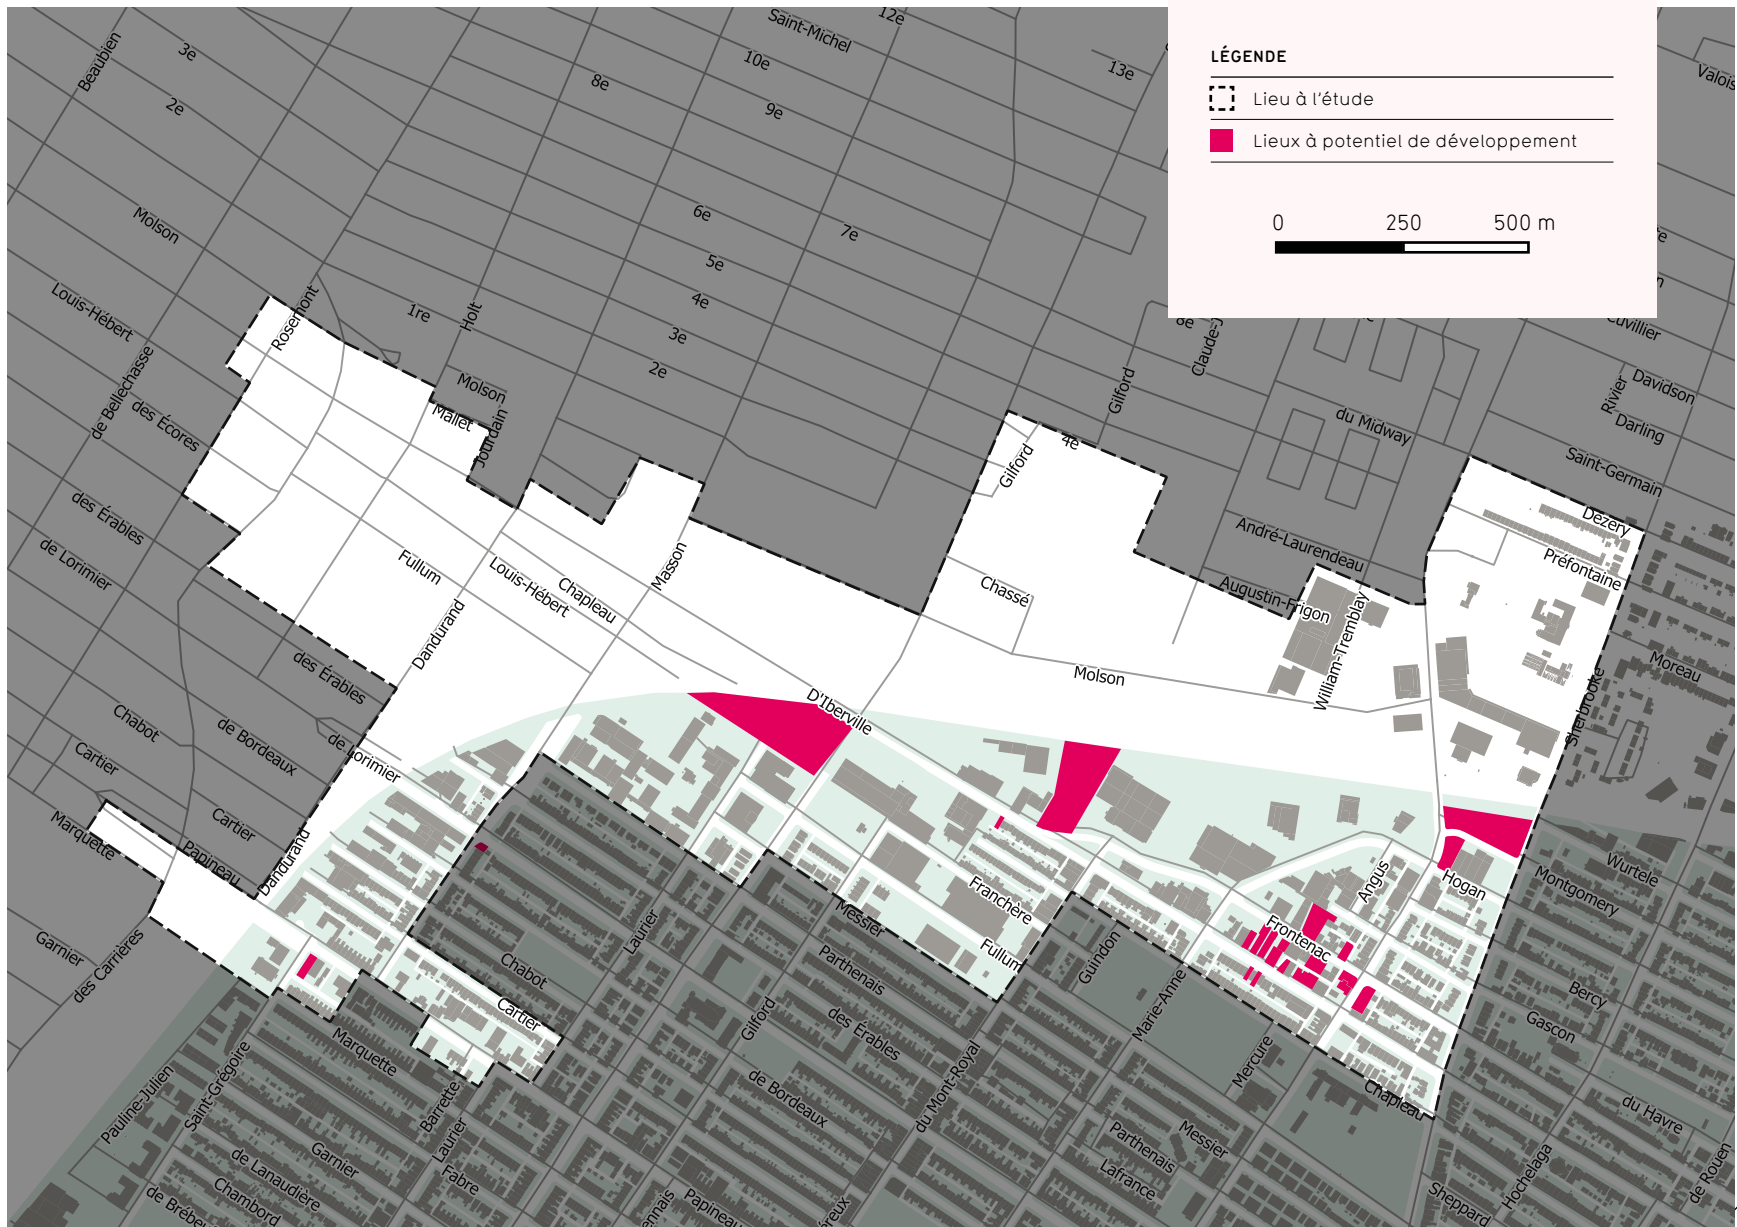 LÉGENDE
Lieu à l'étude
Lieux à potentiel de développement
0 250 500 m
Beaubien
3e
2e
Saint-Michel
12e
10e
8e
9e
13e
Valois
Molson
6e
7e
5e
4e
3e
2e
Louis-Hébert
de Bellechasse
des Écores
Rosemont
1re
Holt
Molson
Mallet
Jourdain
8e
Gilford
Gilford
4e
du Midway
Rivier
Davidson
Darling
Saint-Germain
Dézéry
Préfontaine
André-Laurendeau
Augustin-Frigon
William-Tremblay
Moreau
Sherbrooke
des Érables
de Lorimier
Fullum
Louis-Hébert
Chapleau
Masson
Dandurand
Chassé
Molson
D'Iberville
des Érables
de Bordeaux
de Lorimier
Chabot
Cartier
Cartier
Marquette
Papineau
Dandurand
Garnier
des Carrières
Laurier
Chabot
Cartier
Messier
Parthenais
des Érables
Gilford
de Bordeaux
du Mont-Royal
Franchère
Fullum
Guindon
Marie-Anne
Mercure
Frontenac
Angus
Hogan
Montgomery
Wurtele
Bercy
Gascon
du Havre
Chapleau
Pauline-Julien
Saint-Grégoire
Marquette
Barrette
Laurier
Fabre
Garnier
de Lanaudière
Chambord
Parthenais
Messier
Lafrance
Sheppard
Hochelaga
de Rouen